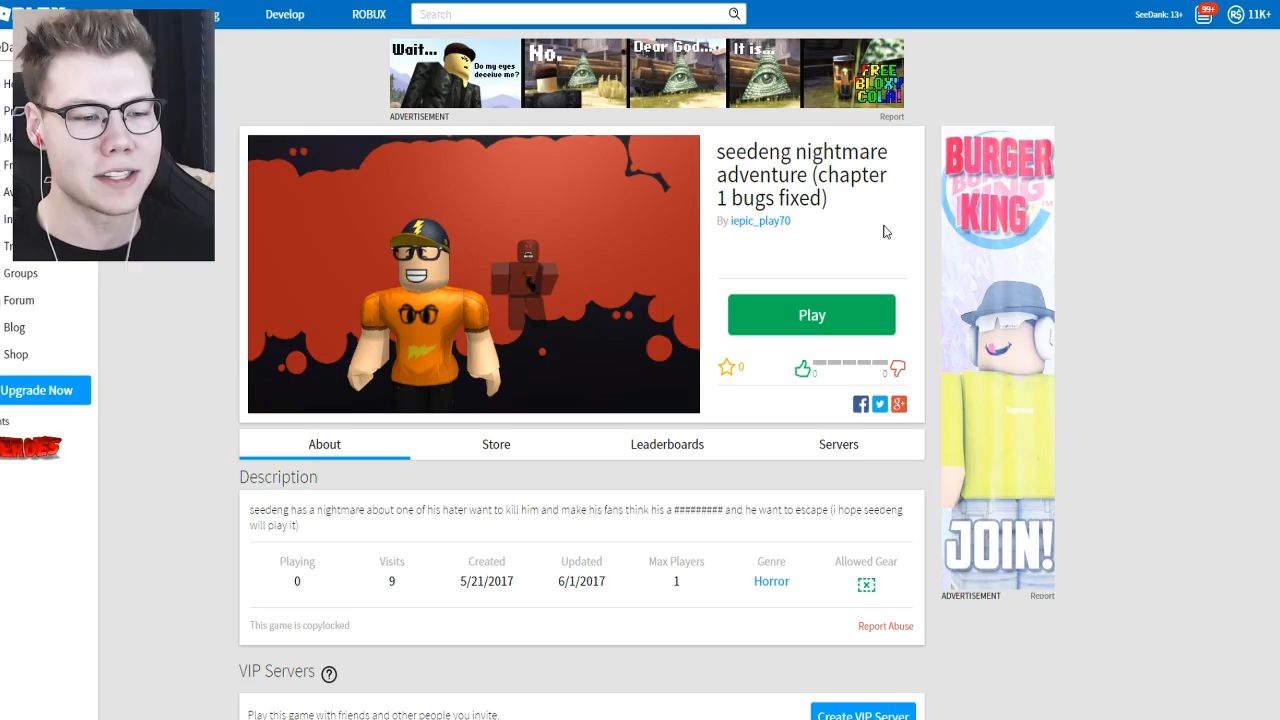 Develop
ROBUX
Search
SeeDank: 13+
99+
R$ 11K+
Wait...
Do my eyes
deceive me?
No.
Dear God...
It is...
FREE
BLOXY
COLA!
ADVERTISEMENT
Report
seedeng nightmare
adventure (chapter
1 bugs fixed)
By iepic_play70
Play
0
0
0
Groups
Forum
Blog
Shop
Upgrade Now
BURGER
KING
JOIN!
ADVERTISEMENT
Report
About
Store
Leaderboards
Servers
Description
seedeng has a nightmare about one of his hater want to kill him and make his fans think his a ######### and he want to escape (i hope seedeng
will play it)
Playing
Visits
Created
Updated
Max Players
Genre
Allowed Gear
0
9
5/21/2017
6/1/2017
1
Horror
This game is copylocked
Report Abuse
VIP Servers ?
Play this game with friends and other people you invite.
Create VIP Server